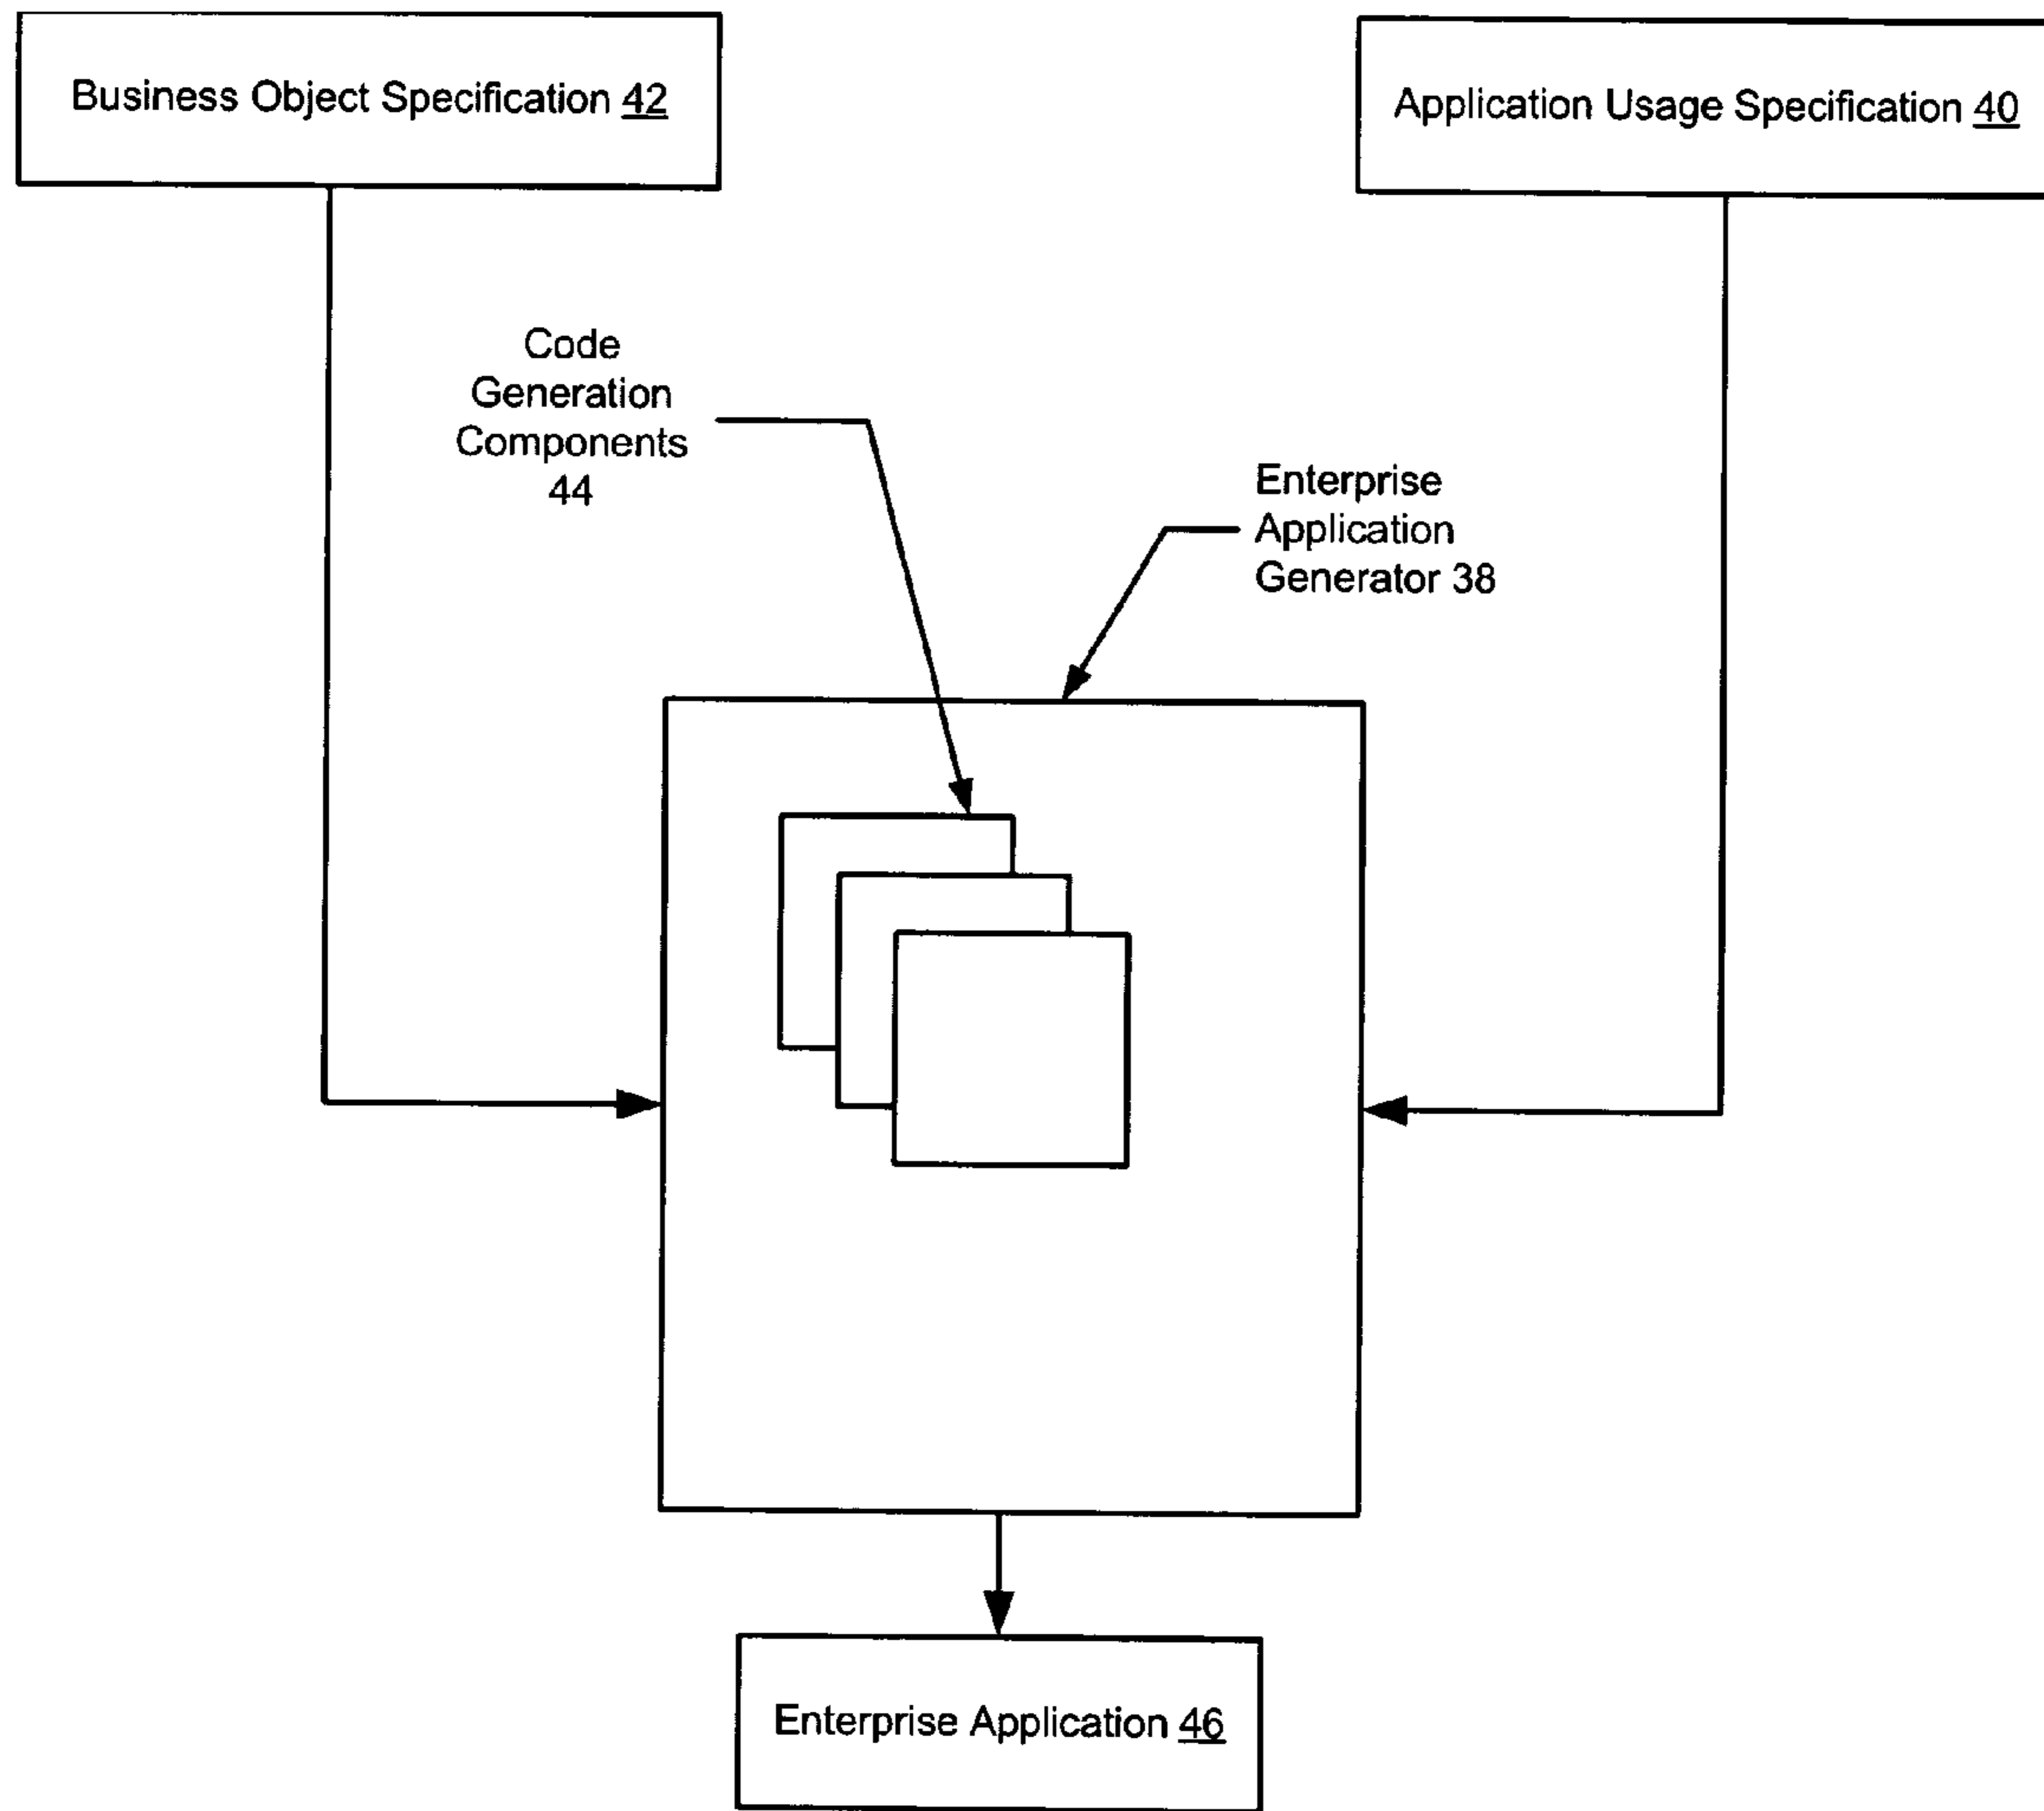 Business Object Specification 42
Application Usage Specification 40
Code
Generation
Components
44
Enterprise
Application
Generator 38
Enterprise Application 46